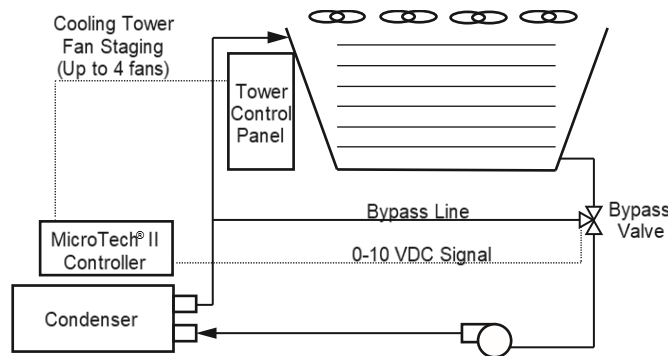 Cooling Tower
Fan Staging
(Up to 4 fans)
Tower
Control
Panel
Bypass Line
Bypass
Valve
MicroTech® II
Controller
0-10 VDC Signal
Condenser